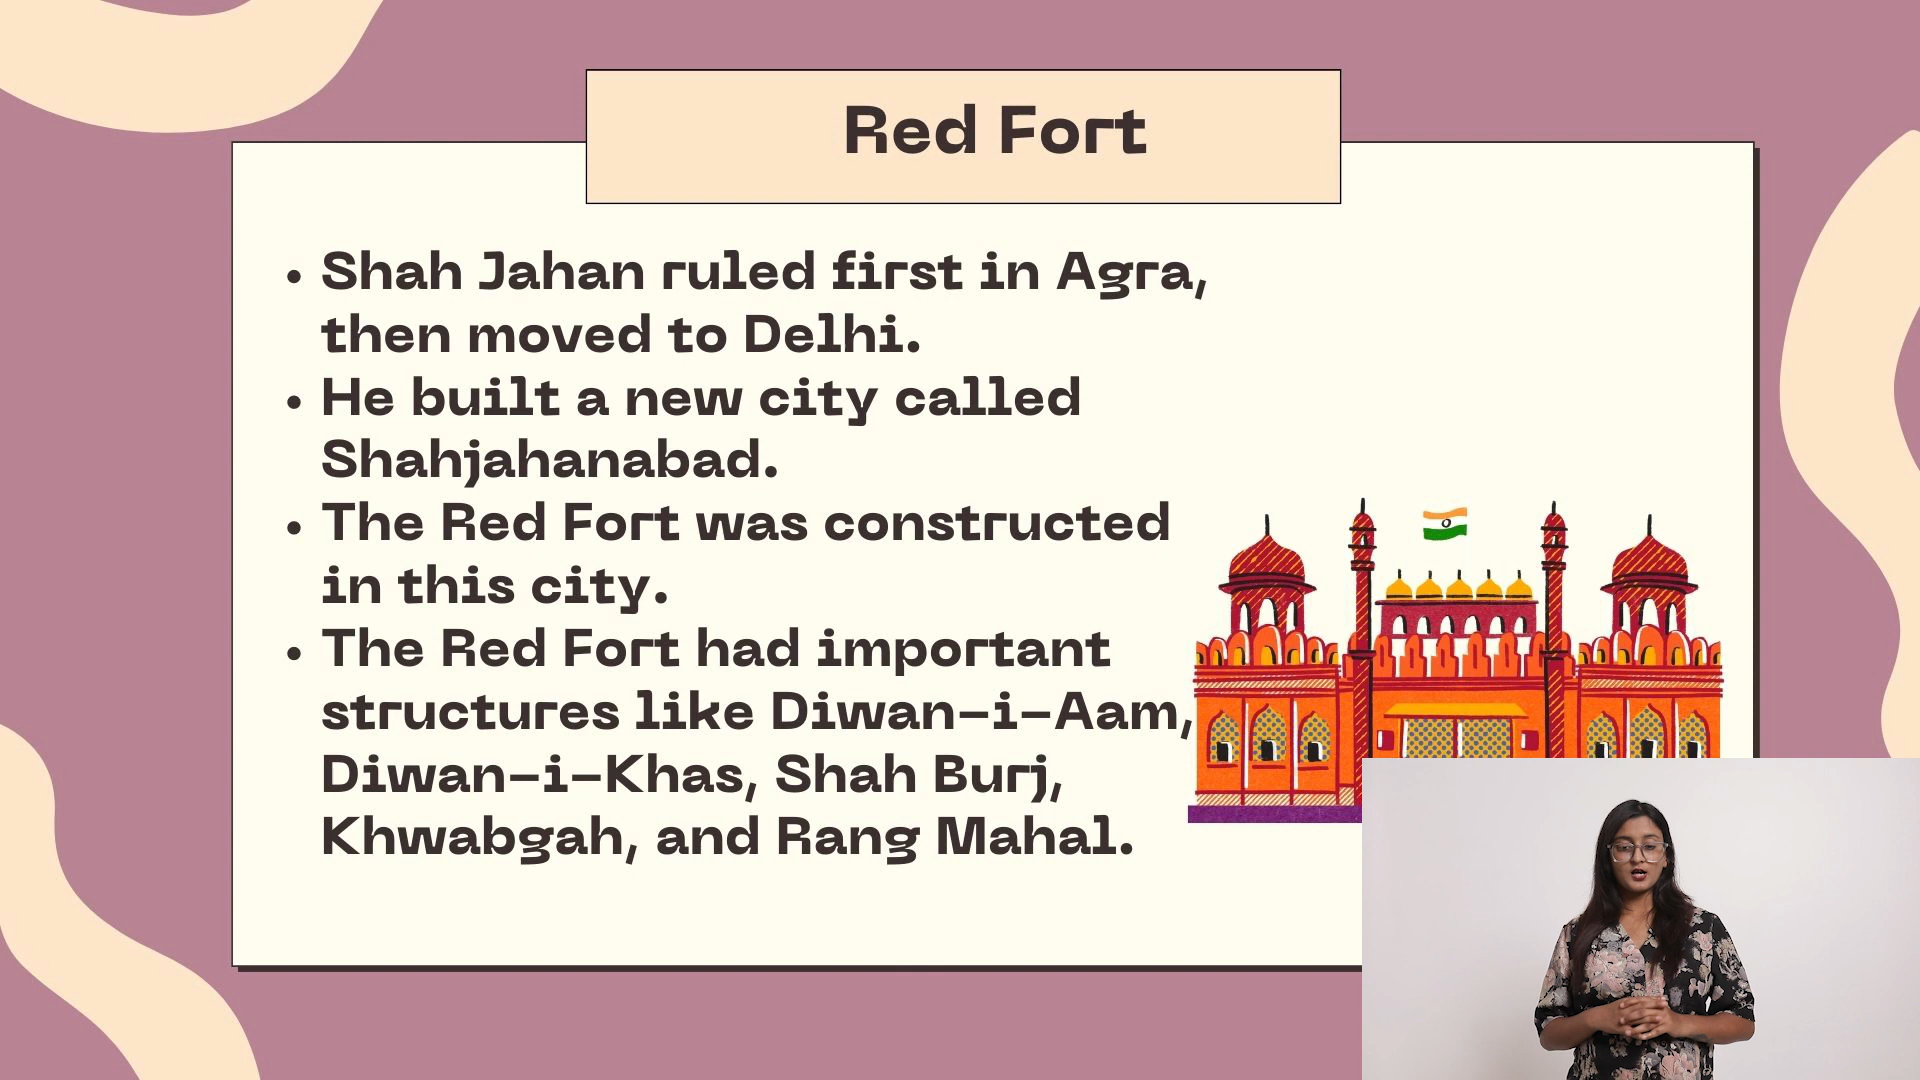 Red Fort
• Shah Jahan ruled first in Agra,
then moved to Delhi.
• He built a new city called
Shahjahanabad.
• The Red Fort was constructed
in this city.
• The Red Fort had important
structures like Diwan-i-Aam,
Diwan-i-Khas, Shah Burj,
Khwabgah, and Rang Mahal.